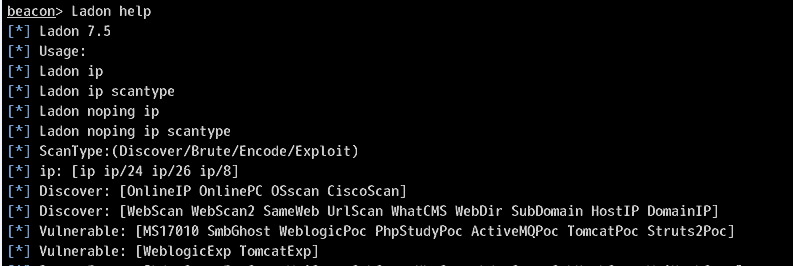 beacon> Ladon help
[*] Ladon 7.5
[*] Usage:
[*] Ladon ip
[*] Ladon ip scantype
[*] Ladon noping ip
[*] Ladon noping ip scantype
[*] ScanType:(Discover/Brute/Encode/Exploit)
[*] ip: [ip ip/24 ip/26 ip/8]
[*] Discover: [OnlineIP OnlinePC OSscan CiscoScan]
[*] Discover: [WebScan WebScan2 SameWeb UrlScan WhatCMS WebDir SubDomain HostIP DomainIP]
[*] Vulnerable: [MS17010 SmbGhost WeblogicPoc PhpStudyPoc ActiveMQPoc TomcatPoc Struts2Poc]
[*] Vulnerable: [WeblogicExp TomcatExp]